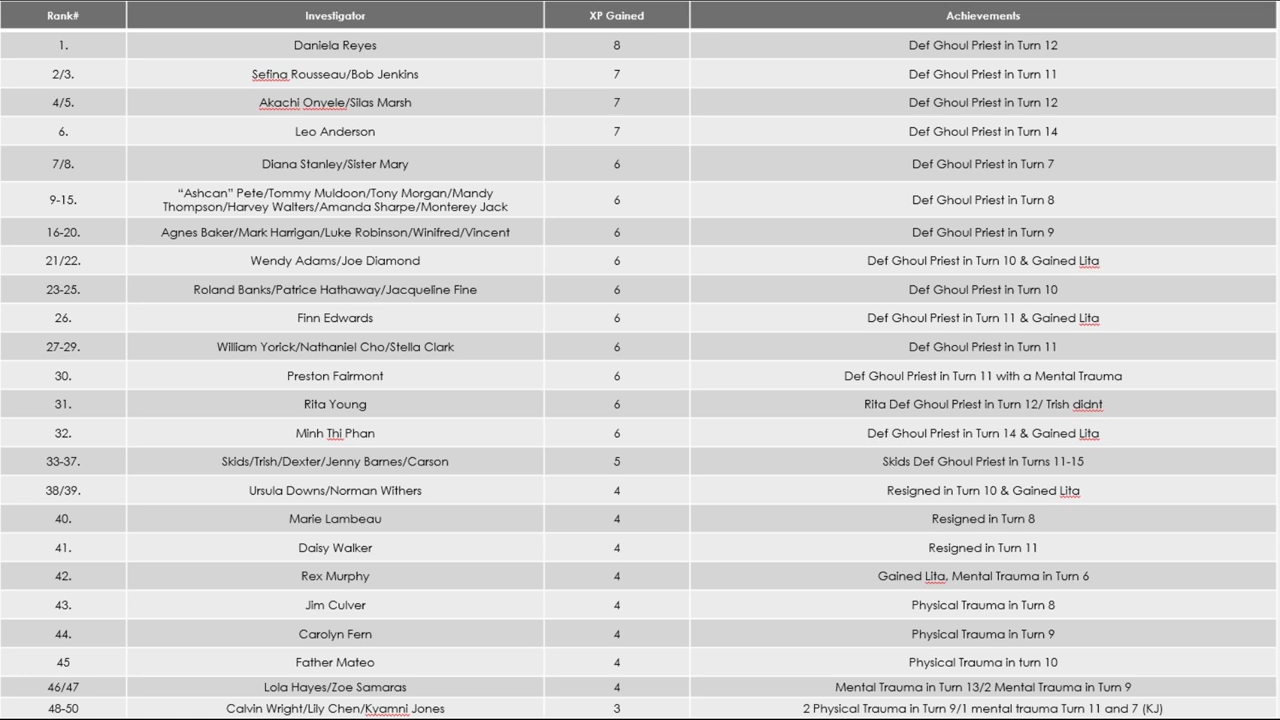 Rank# Investigator XP Gained Achievements
1. Daniela Reyes 8 Def Ghoul Priest in Turn 12
2/3. Sefina Rousseau/Bob Jenkins 7 Def Ghoul Priest in Turn 11
4/5. Akachi Onyele/Silas Marsh 7 Def Ghoul Priest in Turn 12
6. Leo Anderson 7 Def Ghoul Priest in Turn 14
7/8. Diana Stanley/Sister Mary 6 Def Ghoul Priest in Turn 7
9-15. “Ashcan” Pete/Tommy Muldoon/Tony Morgan/Mandy
Thompson/Harvey Walters/Amanda Sharpe/Monterey Jack 6 Def Ghoul Priest in Turn 8
16-20. Agnes Baker/Mark Harrigan/Luke Robinson/Winifred/Vincent 6 Def Ghoul Priest in Turn 9
21/22. Wendy Adams/Joe Diamond 6 Def Ghoul Priest in Turn 10 & Gained Lita
23-25. Roland Banks/Patrice Hathaway/Jacqueline Fine 6 Def Ghoul Priest in Turn 10
26. Finn Edwards 6 Def Ghoul Priest in Turn 11 & Gained Lita
27-29. William Yorick/Nathaniel Cho/Stella Clark 6 Def Ghoul Priest in Turn 11
30. Preston Fairmont 6 Def Ghoul Priest in Turn 11 with a Mental Trauma
31. Rita Young 6 Rita Def Ghoul Priest in Turn 12/ Trish didnt
32. Minh Thi Phan 6 Def Ghoul Priest in Turn 14 & Gained Lita
33-37. Skids/Trish/Dexter/Jenny Barnes/Carson 5 Skids Def Ghoul Priest in Turns 11-15
38/39. Ursula Downs/Norman Withers 4 Resigned in Turn 10 & Gained Lita
40. Marie Lambeau 4 Resigned in Turn 8
41. Daisy Walker 4 Resigned in Turn 11
42. Rex Murphy 4 Gained Lita, Mental Trauma in Turn 6
43. Jim Culver 4 Physical Trauma in Turn 8
44. Carolyn Fern 4 Physical Trauma in Turn 9
45 Father Mateo 4 Physical Trauma in turn 10
46/47 Lola Hayes/Zoe Samaras 4 Mental Trauma in Turn 13/2 Mental Trauma in Turn 9
48-50 Calvin Wright/Lily Chen/Kyamni Jones 3 2 Physical Trauma in Turn 9/1 mental trauma Turn 11 and 7 (KJ)